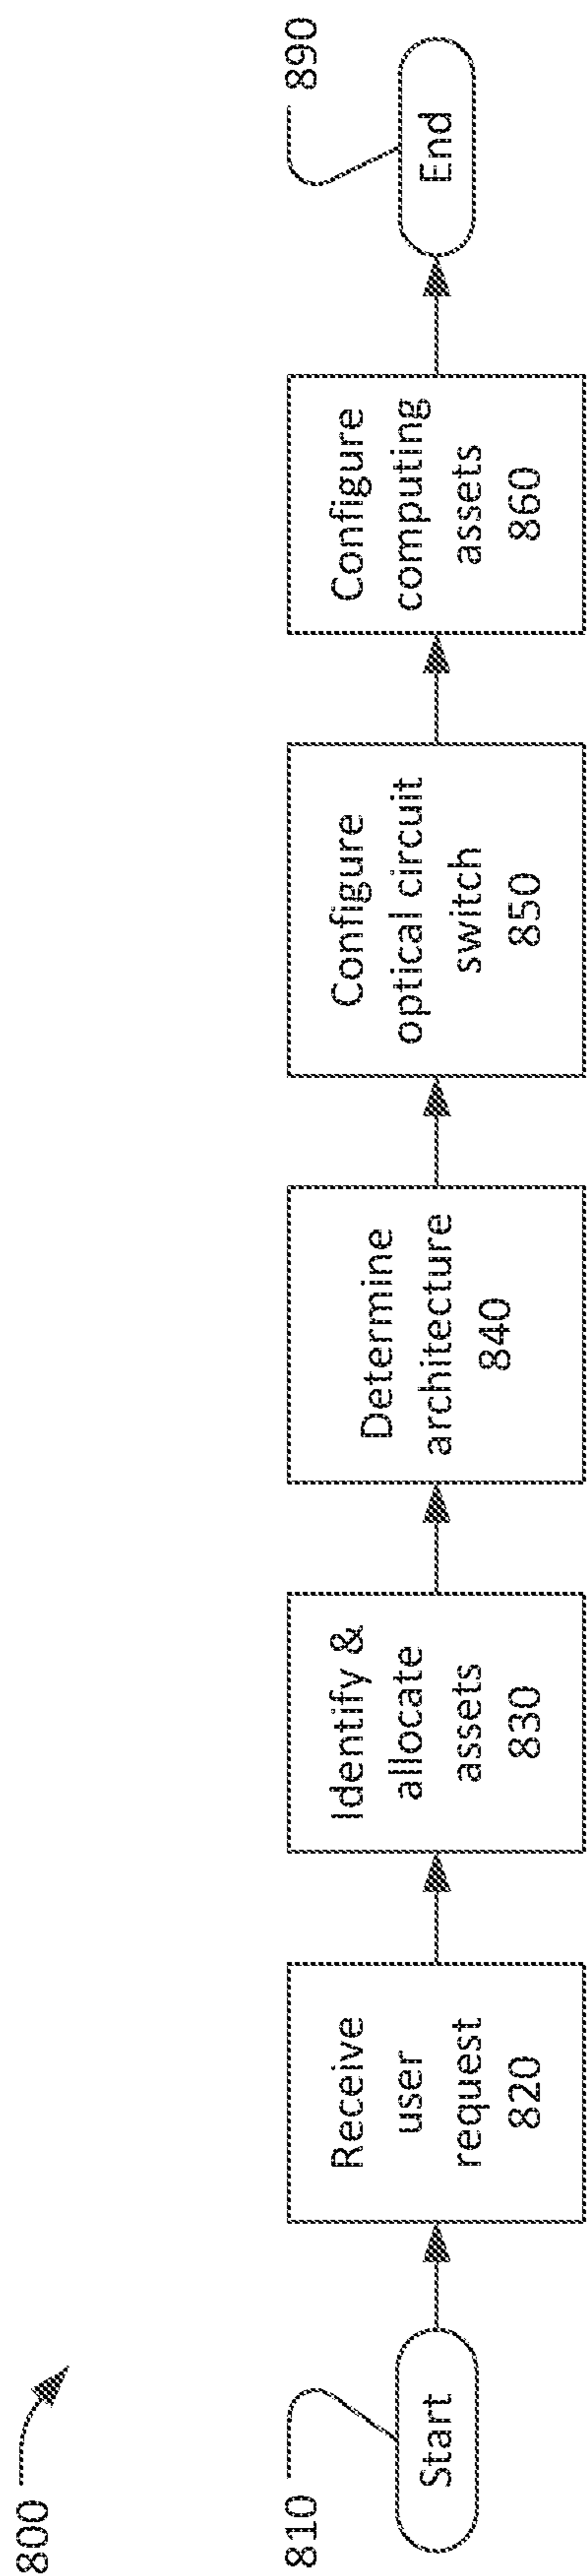 800
810
Start
Receive
user
request
820
Identify &
allocate
assets
830
Determine
architecture
840
Configure
optical circuit
switch
850
Configure
computing
assets
860
End
890